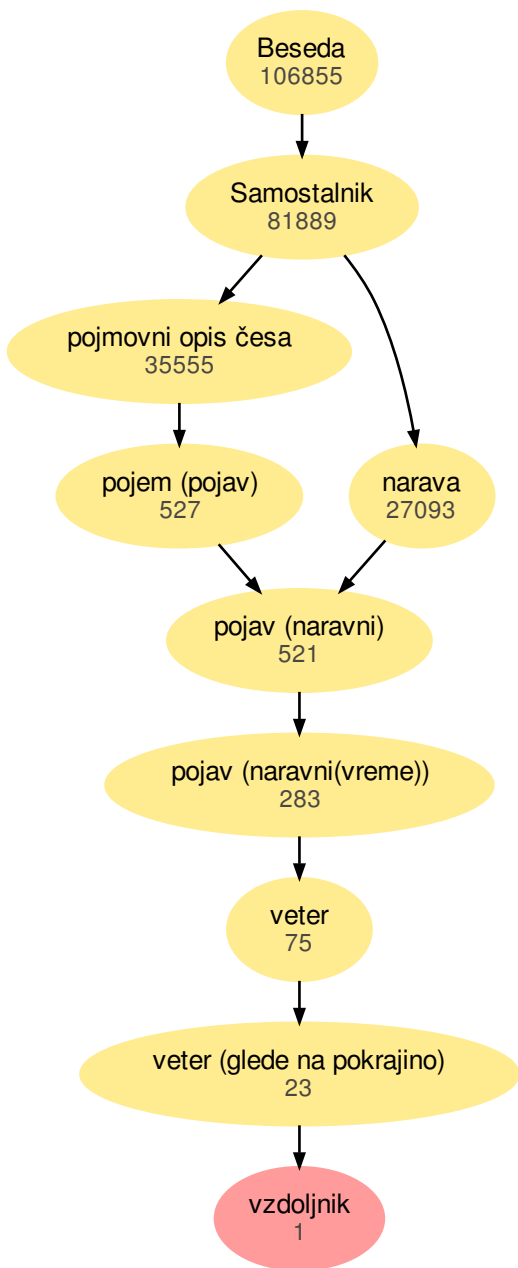 Beseda
106855
Samostalnik
81889
pojmovni opis česa
35555
pojem (pojav)
527
narava
27093
pojav (naravni)
521
pojav (naravni(vreme))
283
veter
75
veter (glede na pokrajino)
23
vzdoljnik
1